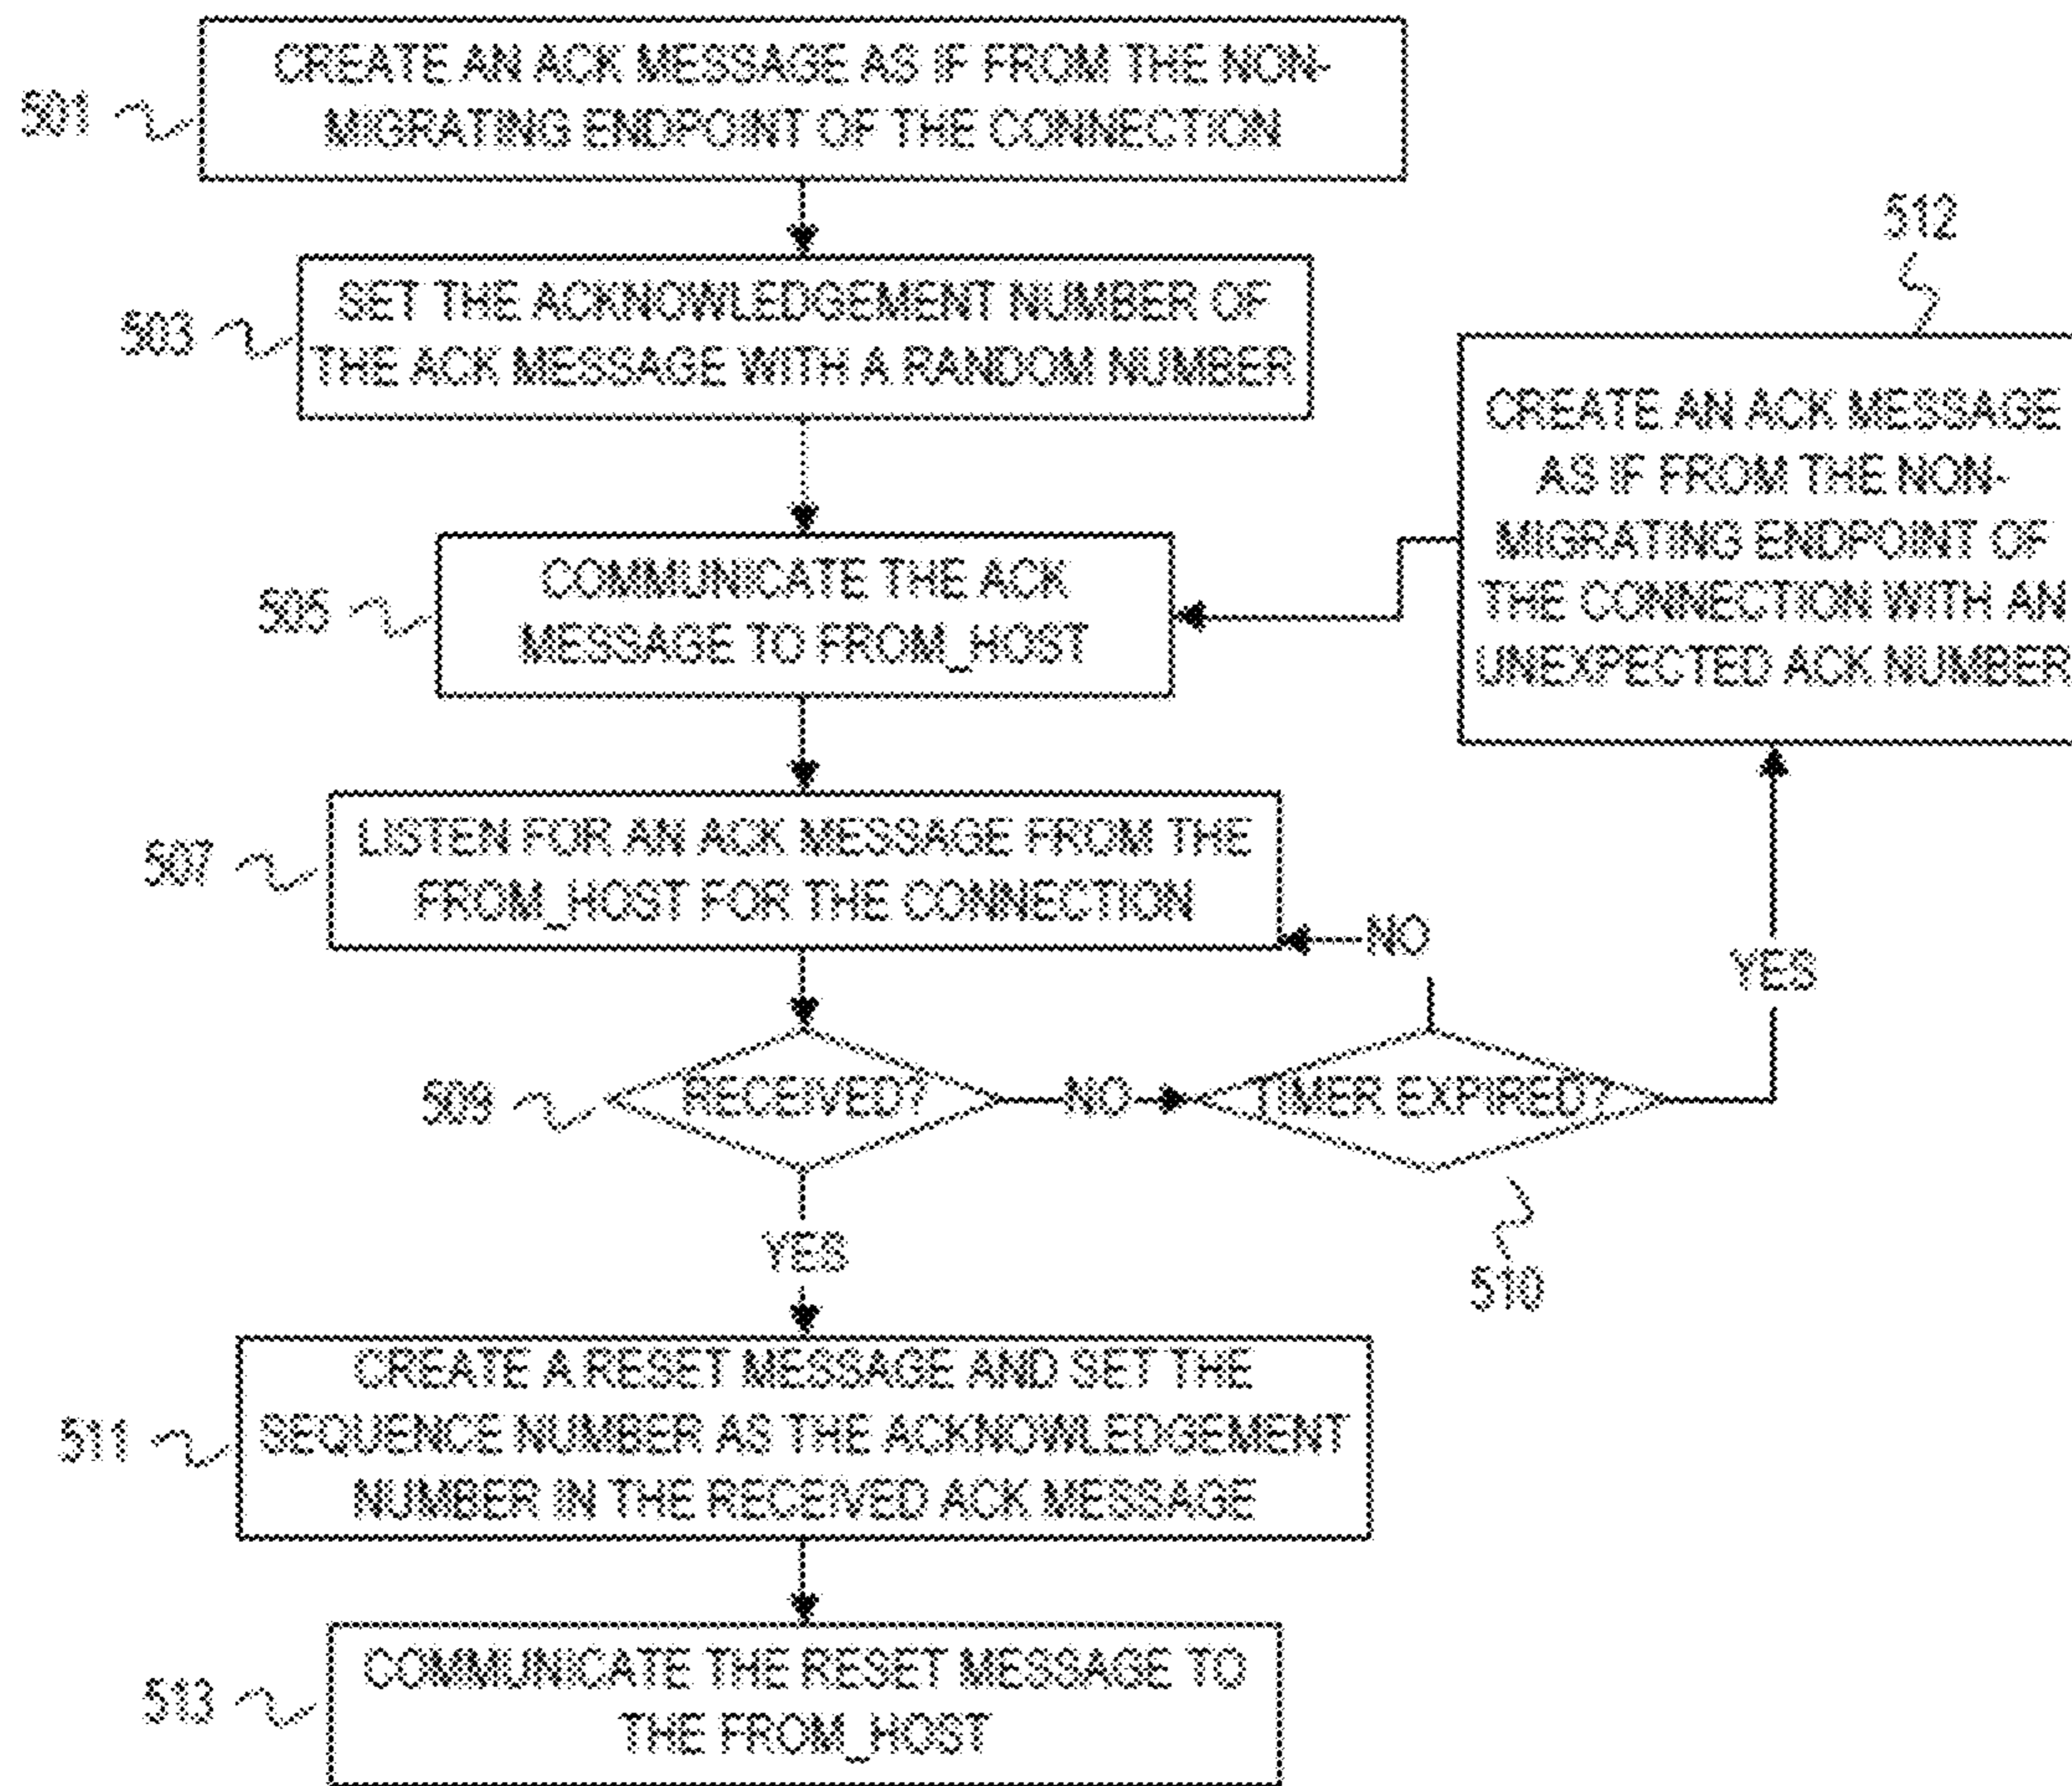 501
CREATE AN ACK MESSAGE AS IF FROM THE NON-
MIGRATING ENDPOINT OF THE CONNECTION
503
SET THE ACKNOWLEDGEMENT NUMBER OF
THE ACK MESSAGE WITH A RANDOM NUMBER
512
CREATE AN ACK MESSAGE
AS IF FROM THE NON-
MIGRATING ENDPOINT OF
THE CONNECTION WITH AN
UNEXPECTED ACK NUMBER
505
COMMUNICATE THE ACK
MESSAGE TO FROM_HOST
507
LISTEN FOR AN ACK MESSAGE FROM THE
FROM_HOST FOR THE CONNECTION
NO
YES
509
RECEIVED?
NO
TIMER EXPIRED?
510
YES
511
CREATE A RESET MESSAGE AND SET THE
SEQUENCE NUMBER AS THE ACKNOWLEDGEMENT
NUMBER IN THE RECEIVED ACK MESSAGE
513
COMMUNICATE THE RESET MESSAGE TO
THE FROM_HOST